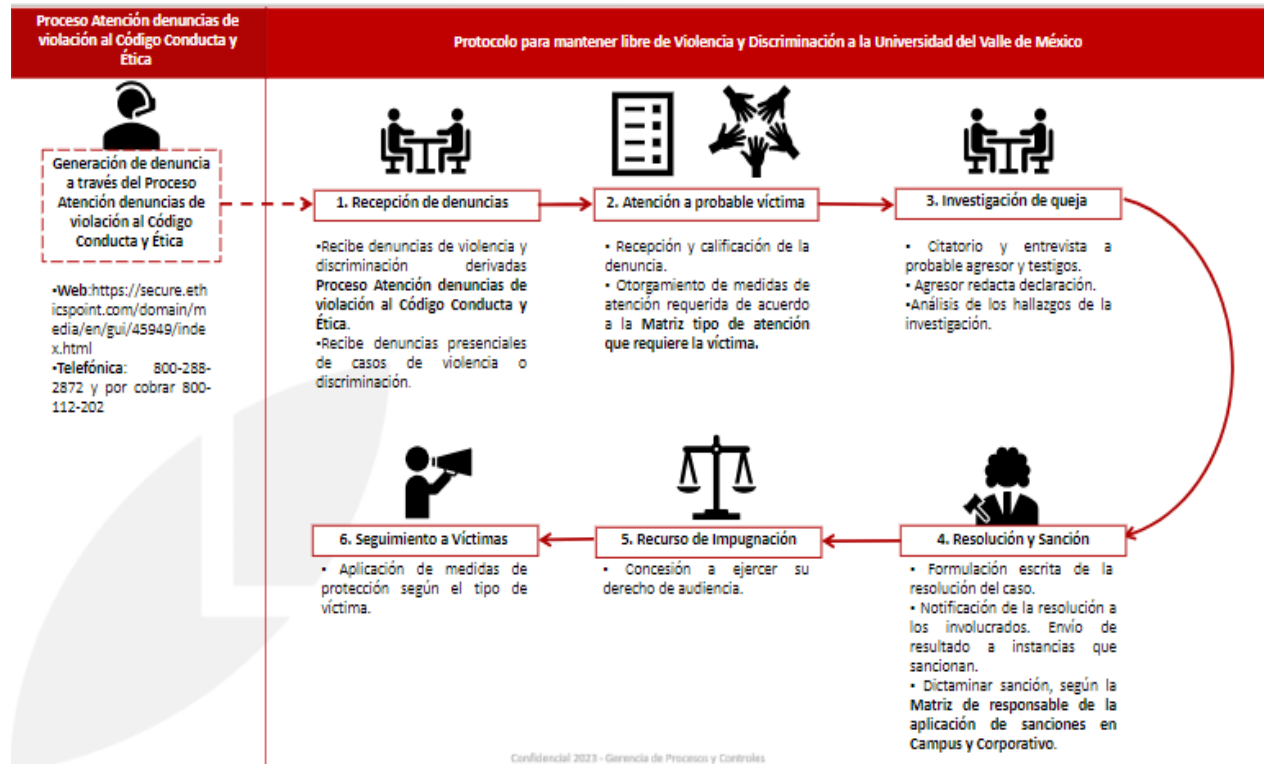 Proceso Atención denuncias de
violación al Código Conducta y
Ética
Protocolo para mantener libre de Violencia y Discriminación a la Universidad del Valle de México
Generación de denuncia
a través del Proceso
Atención denuncias de
violación al Código
Conducta y Ética
•Web:https://secure.eth
icspoint.com/domain/m
edia/en/gui/45949/inde
x.html
•Telefónica: 800-288-
2872 y por cobrar 800-
112-202
1. Recepción de denuncias
•Recibe denuncias de violencia y
discriminación derivadas
Proceso Atención denuncias de
violación al Código Conducta y
Ética.
•Recibe denuncias presenciales
de casos de violencia o
discriminación.
2. Atención a probable víctima
• Recepción y calificación de la
denuncia.
• Otorgamiento de medidas de
atención requerida de acuerdo
a la Matriz tipo de atención
que requiere la víctima.
3. Investigación de queja
• Citatorio y entrevista a
probable agresor y testigos.
• Agresor redacta declaración.
•Análisis de los hallazgos de la
investigación.
4. Resolución y Sanción
• Formulación escrita de la
resolución del caso.
• Notificación de la resolución a
los involucrados. Envío de
resultado a instancias que
sancionan.
• Dictaminar sanción, según la
Matriz de responsable de la
aplicación de sanciones en
Campus y Corporativo.
5. Recurso de Impugnación
• Concesión a ejercer su
derecho de audiencia.
6. Seguimiento a Víctimas
• Aplicación de medidas de
protección según el tipo de
víctima.
Confidencial 2023 - Gerencia de Procesos y Controles